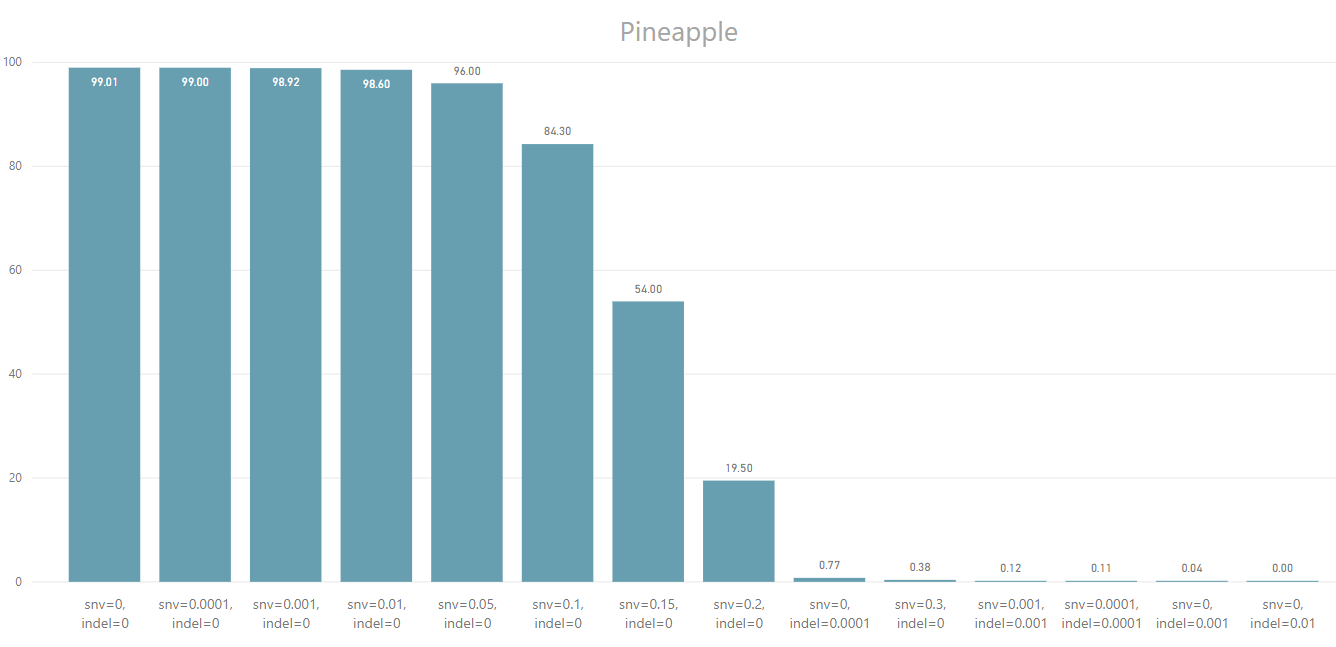 Pineapple
100
80
60
40
20
0
99.01
99.00
98.92
98.60
96.00
84.30
54.00
19.50
0.77
0.38
0.12
0.11
0.04
0.00
snv=0,
indel=0
snv=0.0001,
indel=0
snv=0.001,
indel=0
snv=0.01,
indel=0
snv=0.05,
indel=0
snv=0.1,
indel=0
snv=0.15,
indel=0
snv=0.2,
indel=0
snv=0,
indel=0.0001
snv=0.3,
indel=0
snv=0.001,
indel=0.001
snv=0.0001,
indel=0.0001
snv=0,
indel=0.001
snv=0,
indel=0.01